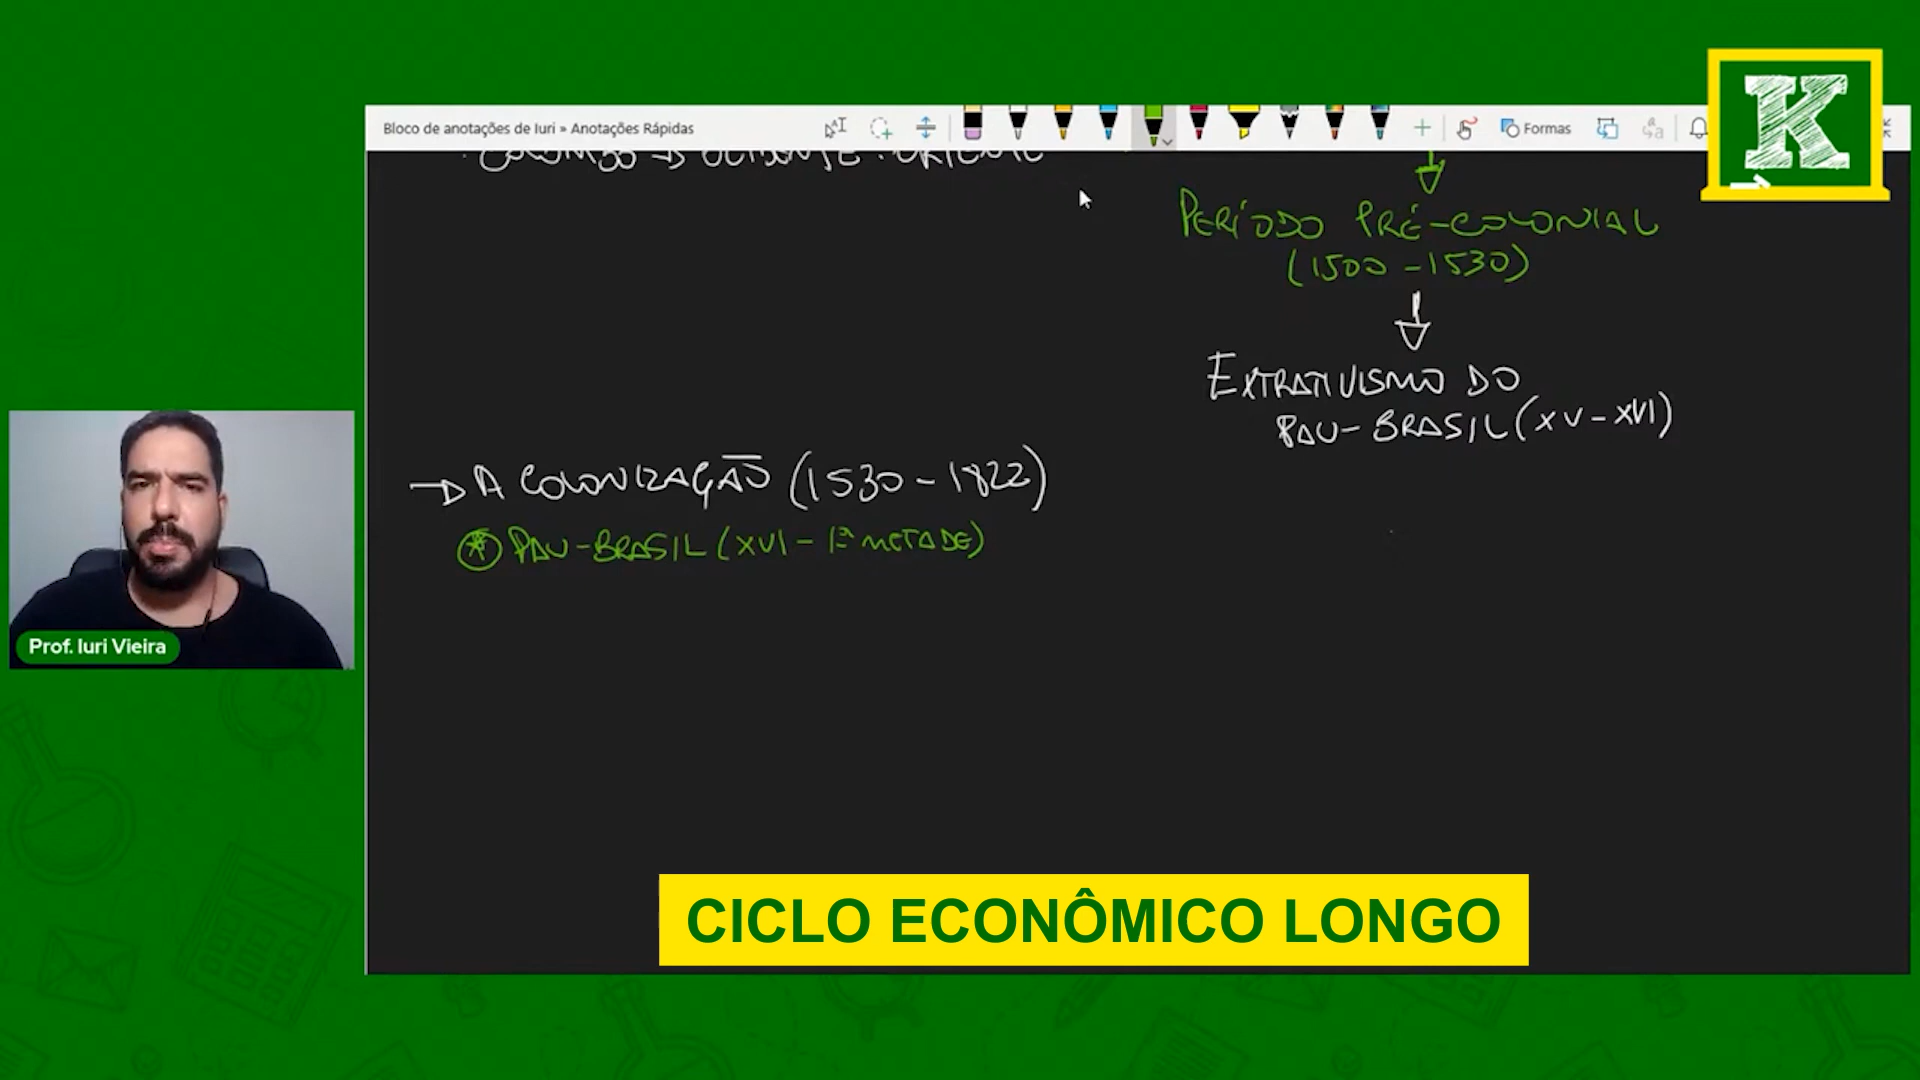 K
Bloco de anotações de Iuri » Anotações Rápidas
Formas
PERÍODO PRÉ-COLONIAL
(1500 - 1530)
EXTRATIVISMO DO
PAU-BRASIL (XV - XVI)
A COLONIZAÇÃO (1530 - 1822)
PAU-BRASIL (XVI - 1ª METADE)
Prof. Iuri Vieira
CICLO ECONÔMICO LONGO